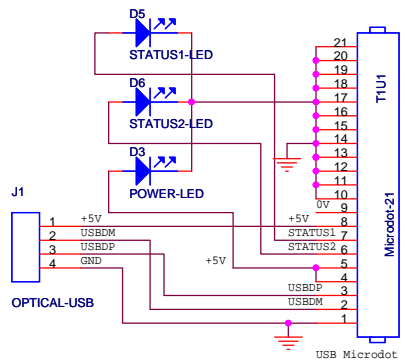 D5
STATUS1-LED
D6
STATUS2-LED
D3
POWER-LED
J1
1 +5V
2 USBDM
3 USBDP
4 GND
OPTICAL-USB
21
20
19
18
17
16
15
14
13
12
11
10
0V 9
+5V 8
STATUS1 7
STATUS2 6
+5V 5
4
USBDP 3
USBDM 2
1
T1U1
Microdot-21
USB Microdot